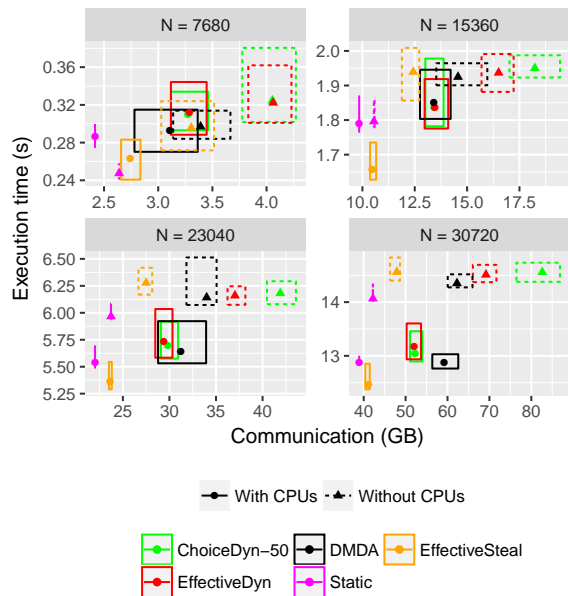 N = 7680
N = 15360
0.36
0.32
0.28
0.24
2.5 3.0 3.5 4.0
2.0
1.9
1.8
1.7
10.0 12.5 15.0 17.5
N = 23040
N = 30720
6.50
6.25
6.00
5.75
5.50
5.25
25 30 35 40
14
13
40 50 60 70 80
Execution time (s)
Communication (GB)
With CPUs Without CPUs
ChoiceDyn−50 DMDA EffectiveSteal
EffectiveDyn Static